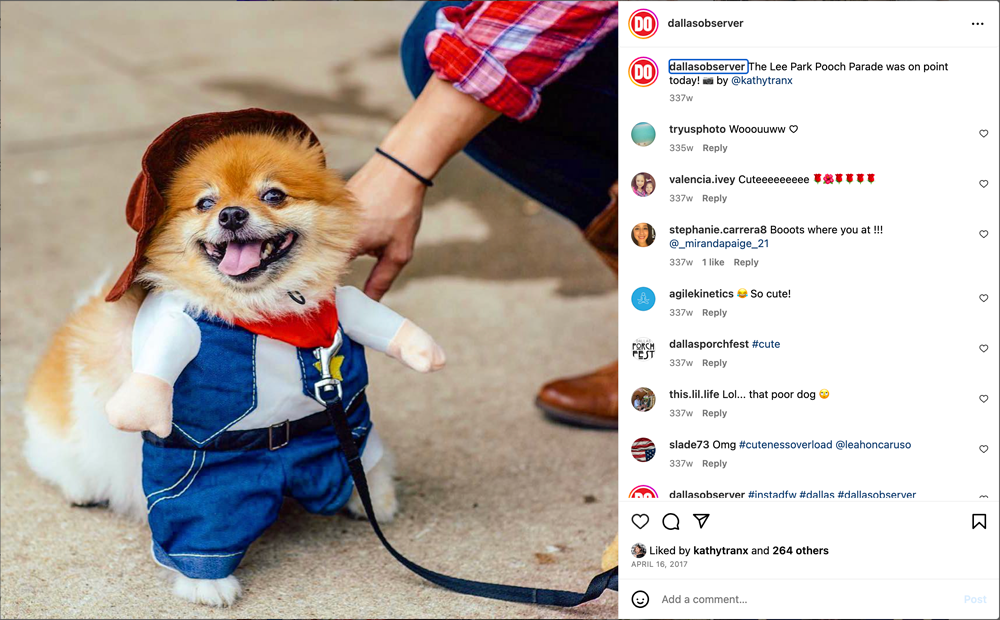 DO dallasobserver
DO dallasobserver The Lee Park Pooch Parade was on point
today! 📷 by @kathytranx
337w
tryusphoto Wooouuww ♡
335w Reply
valencia.ivey Cuteeeeeeeee 🌹🌺🌹🌹🌹🌹
337w Reply
stephanie.carrera8 Booots where you at !!!
@_mirandapaige_21
337w 1 like Reply
agilekinetics 😂 So cute!
337w Reply
DALLAS
PORCH
FEST
dallasporchfest #cute
337w Reply
this.lil.life Lol... that poor dog 🙄
337w Reply
slade73 Omg #cutenessoverload @leahoncaruso
337w Reply
DO dallasobserver #instadfw #dallas #dallasobserver
Liked by kathytranx and 264 others
APRIL 16, 2017
Add a comment... Post